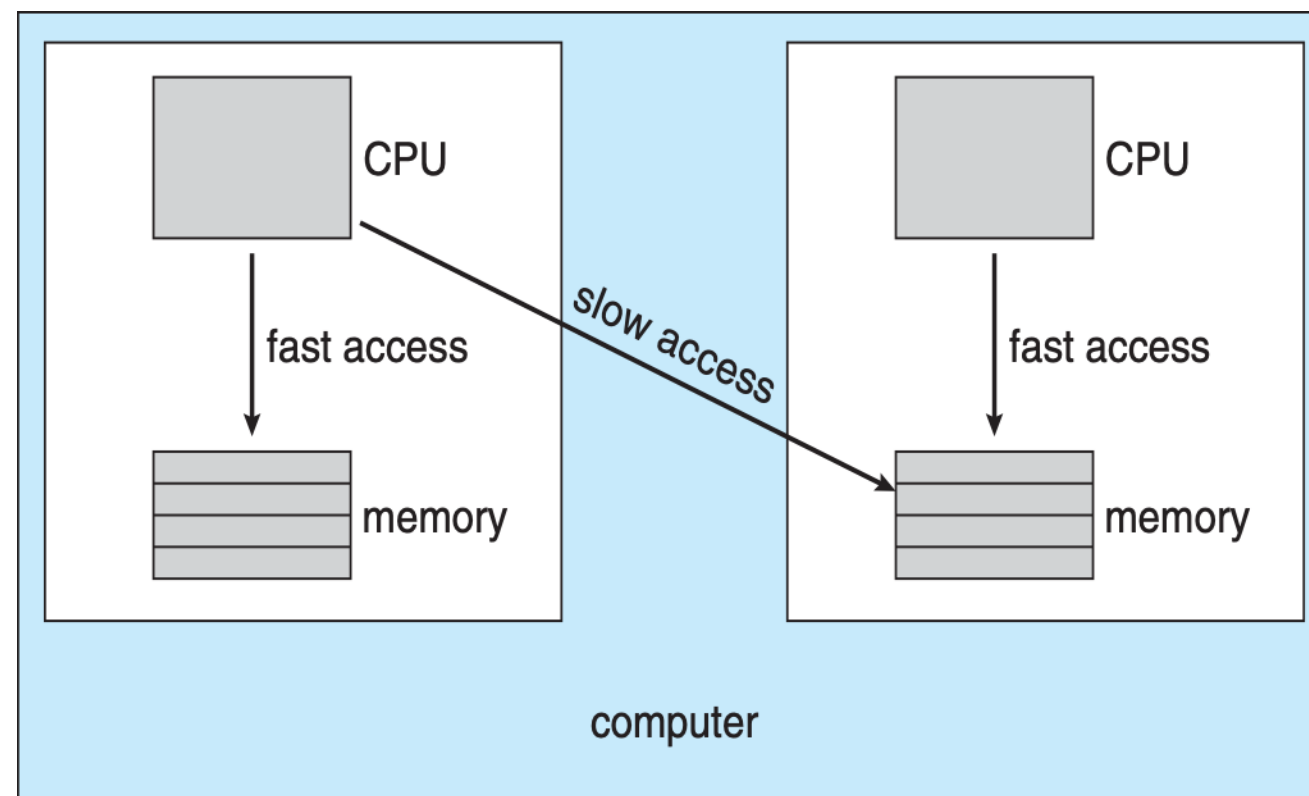 CPU
CPU
slow access
fast access
fast access
memory
memory
computer